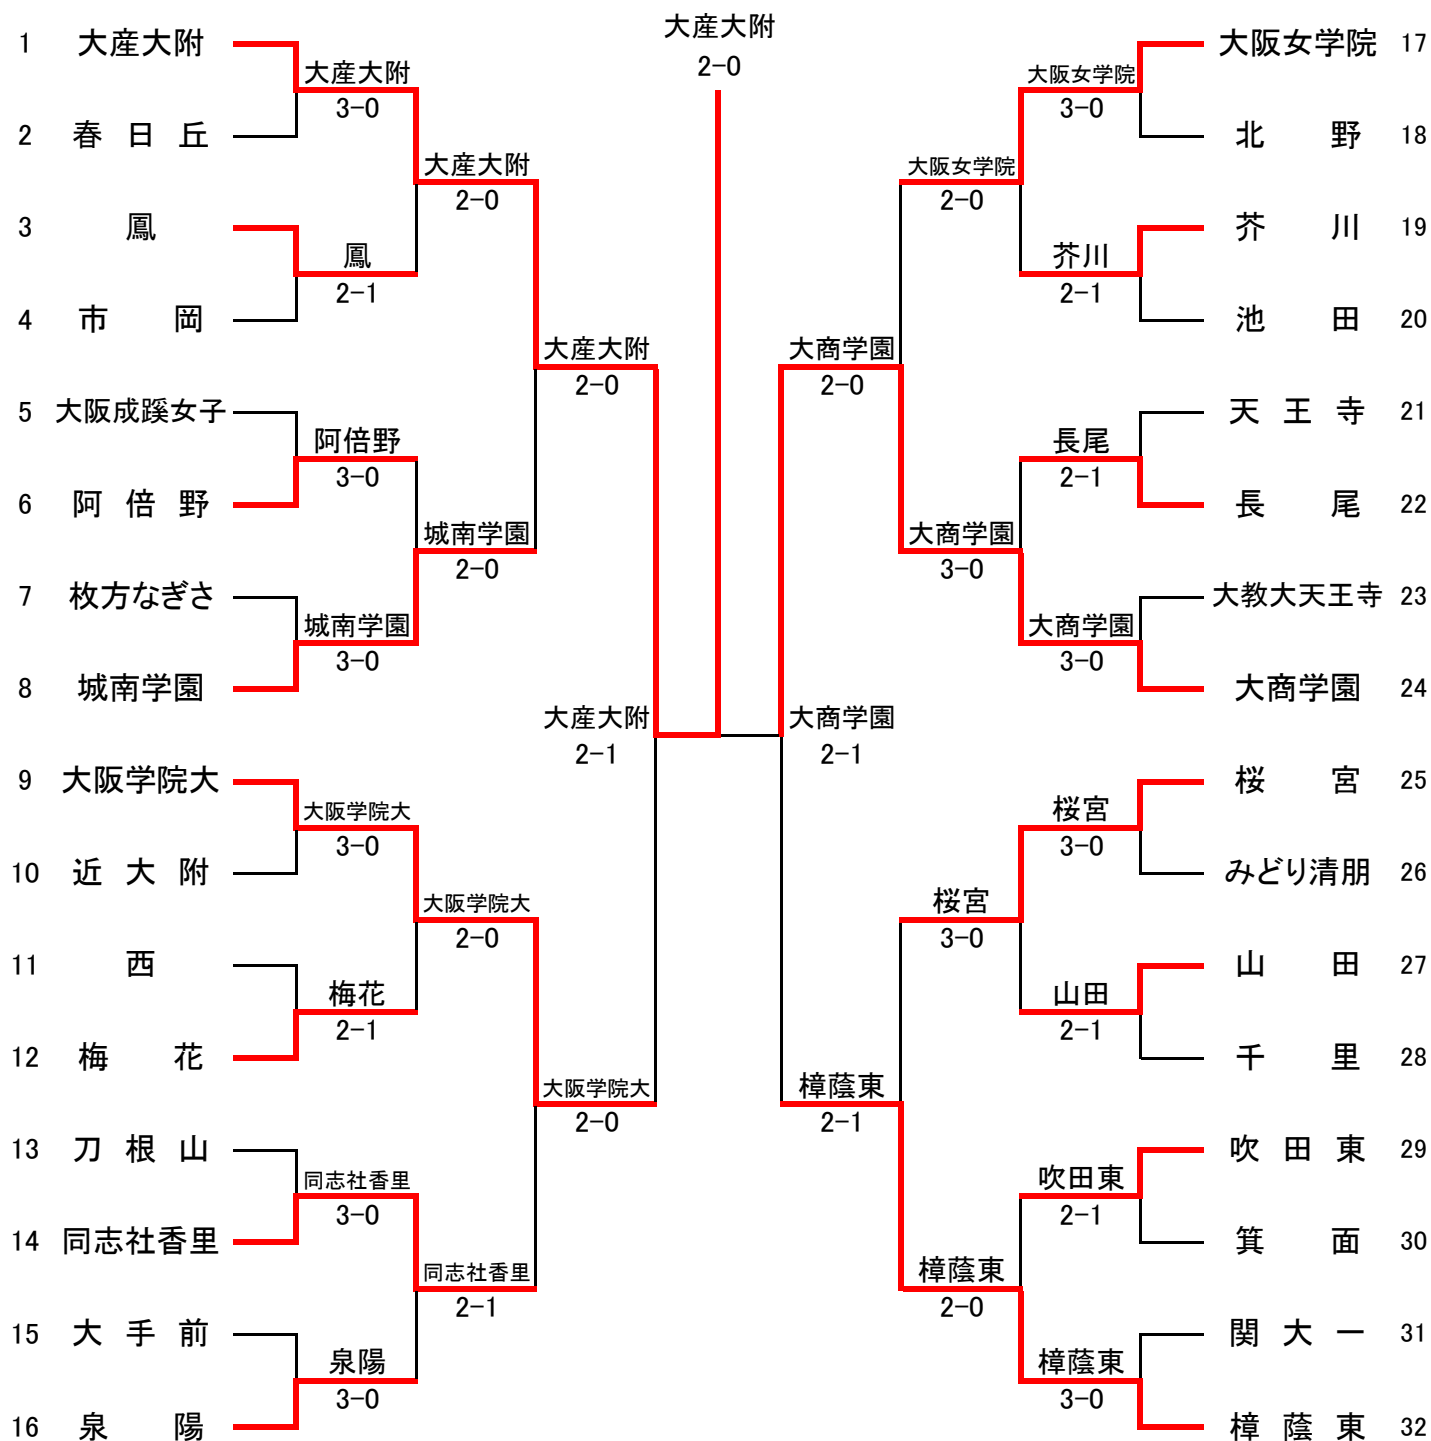 大産大附
2-0
1 大産大附
2 春日丘
3 鳳
4 市岡
5 大阪成蹊女子
6 阿倍野
7 枚方なぎさ
8 城南学園
9 大阪学院大
10 近大附
11 西
12 梅花
13 刀根山
14 同志社香里
15 大手前
16 泉陽
大産大附
3-0
鳳
2-1
阿倍野
3-0
城南学園
3-0
大阪学院大
3-0
梅花
2-1
同志社香里
3-0
泉陽
3-0
大産大附
2-0
城南学園
2-0
大阪学院大
2-0
同志社香里
2-1
大産大附
2-0
大阪学院大
2-0
大産大附
2-1
大商学園
2-1
大商学園
2-0
樟蔭東
2-1
大阪女学院
2-0
大商学園
3-0
桜宮
3-0
樟蔭東
2-0
大阪女学院
3-0
芥川
2-1
長尾
2-1
大商学園
3-0
桜宮
3-0
山田
2-1
吹田東
2-1
樟蔭東
3-0
大阪女学院 17
北野 18
芥川 19
池田 20
天王寺 21
長尾 22
大教大天王寺 23
大商学園 24
桜宮 25
みどり清朋 26
山田 27
千里 28
吹田東 29
箕面 30
関大一 31
樟蔭東 32